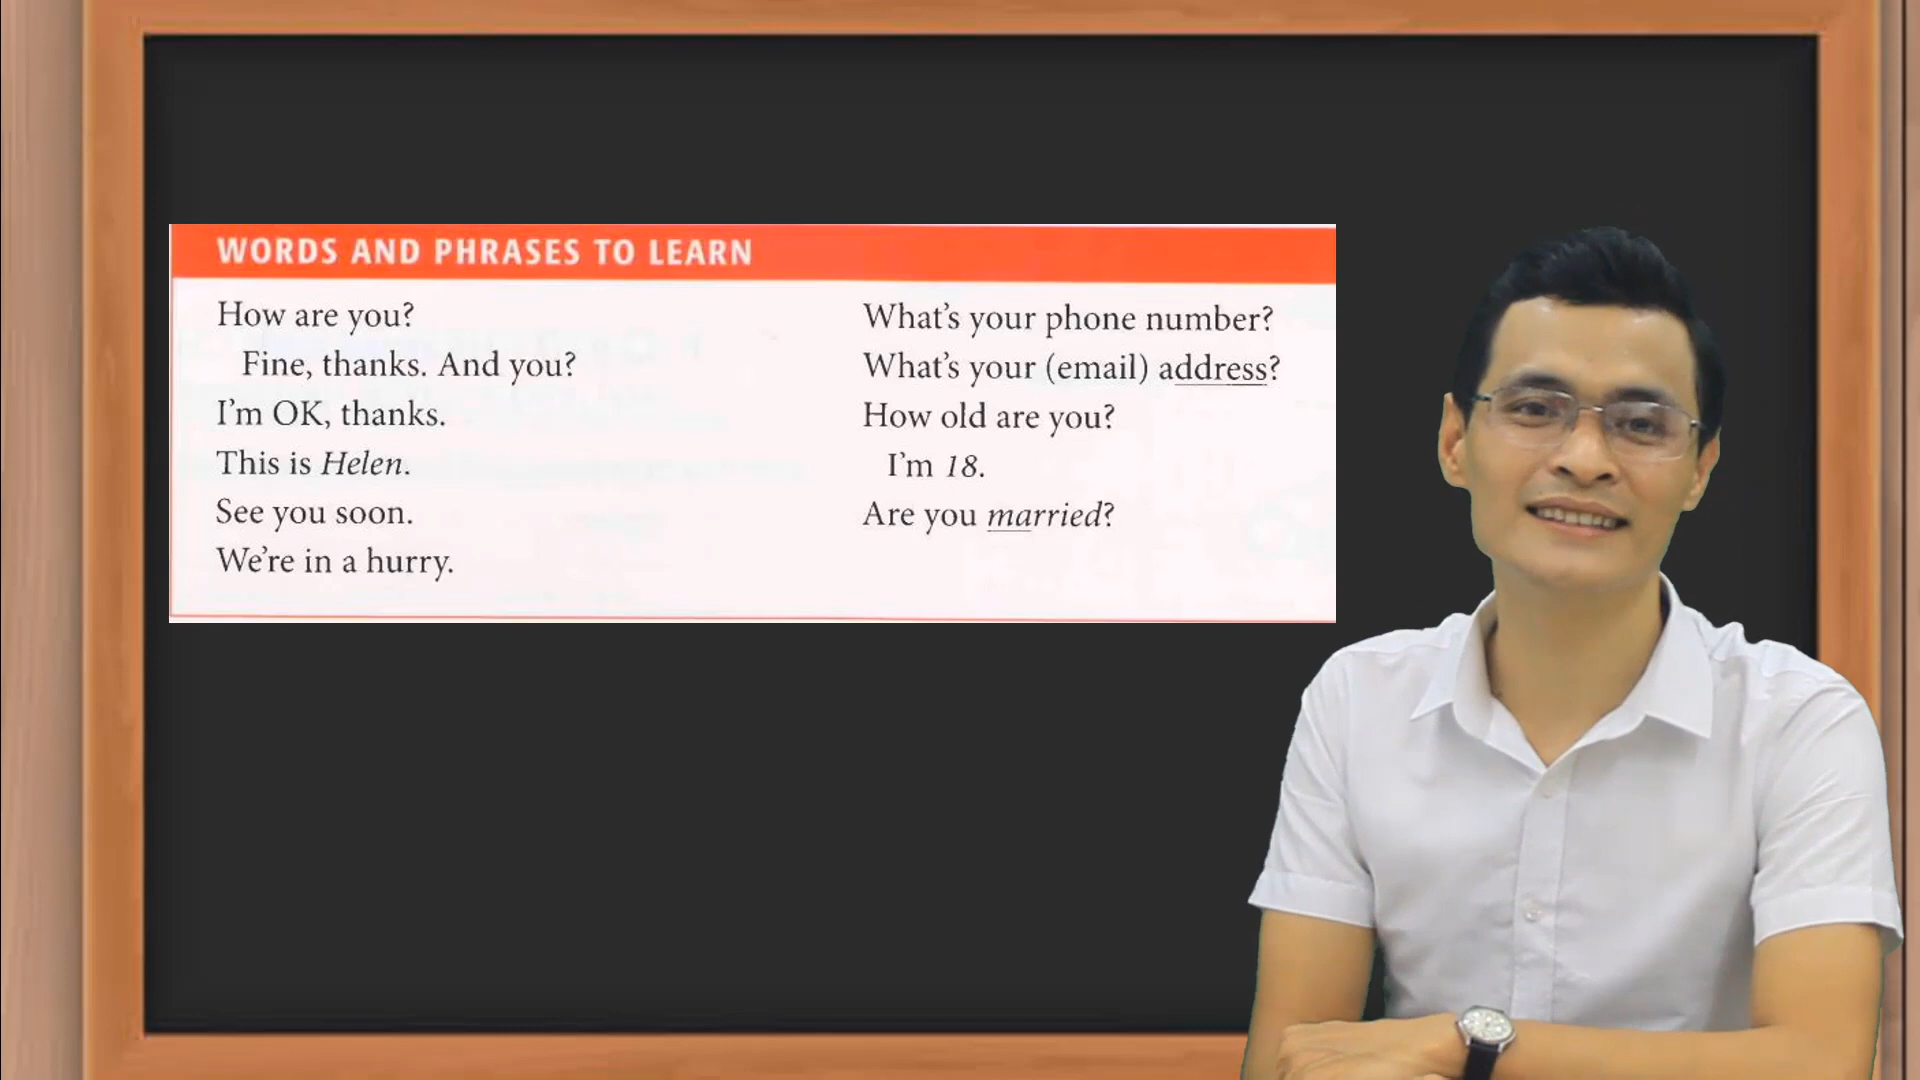 WORDS AND PHRASES TO LEARN
How are you?
Fine, thanks. And you?
I'm OK, thanks.
This is Helen.
See you soon.
We're in a hurry.
What's your phone number?
What's your (email) address?
How old are you?
I'm 18.
Are you married?